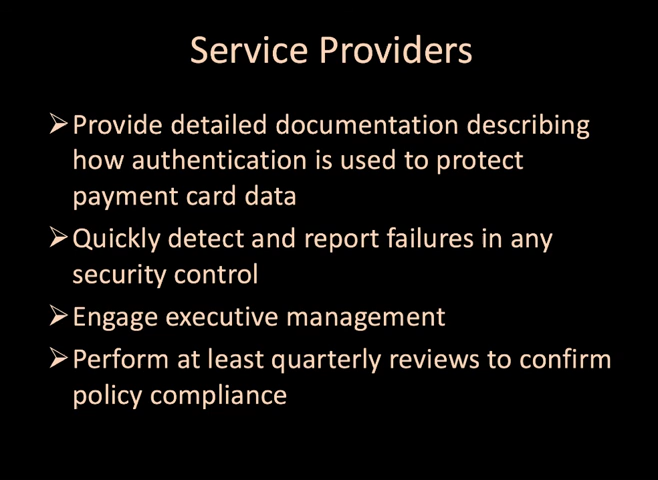 Service Providers
➢Provide detailed documentation describing
how authentication is used to protect
payment card data
➢Quickly detect and report failures in any
security control
➢Engage executive management
➢Perform at least quarterly reviews to confirm
policy compliance